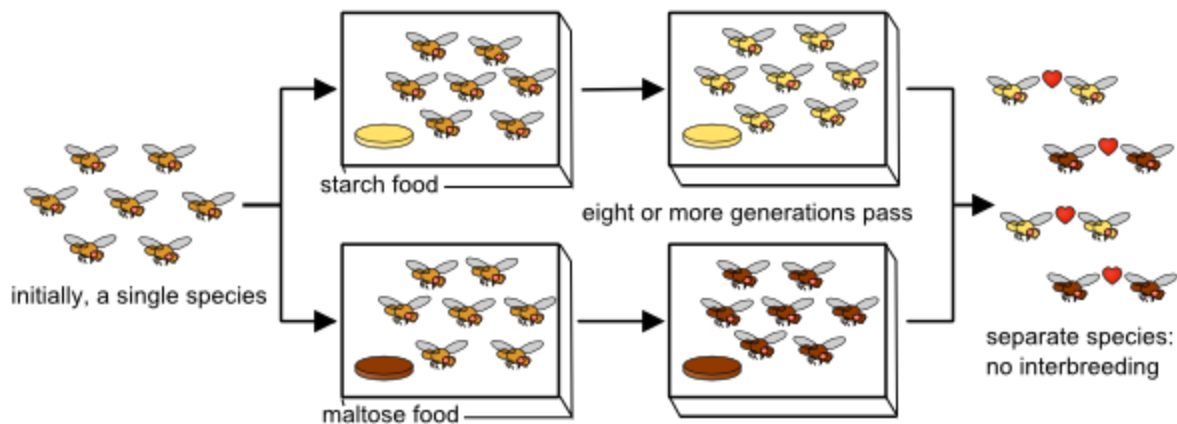 starch food
eight or more generations pass
initially, a single species
maltose food
separate species:
no interbreeding